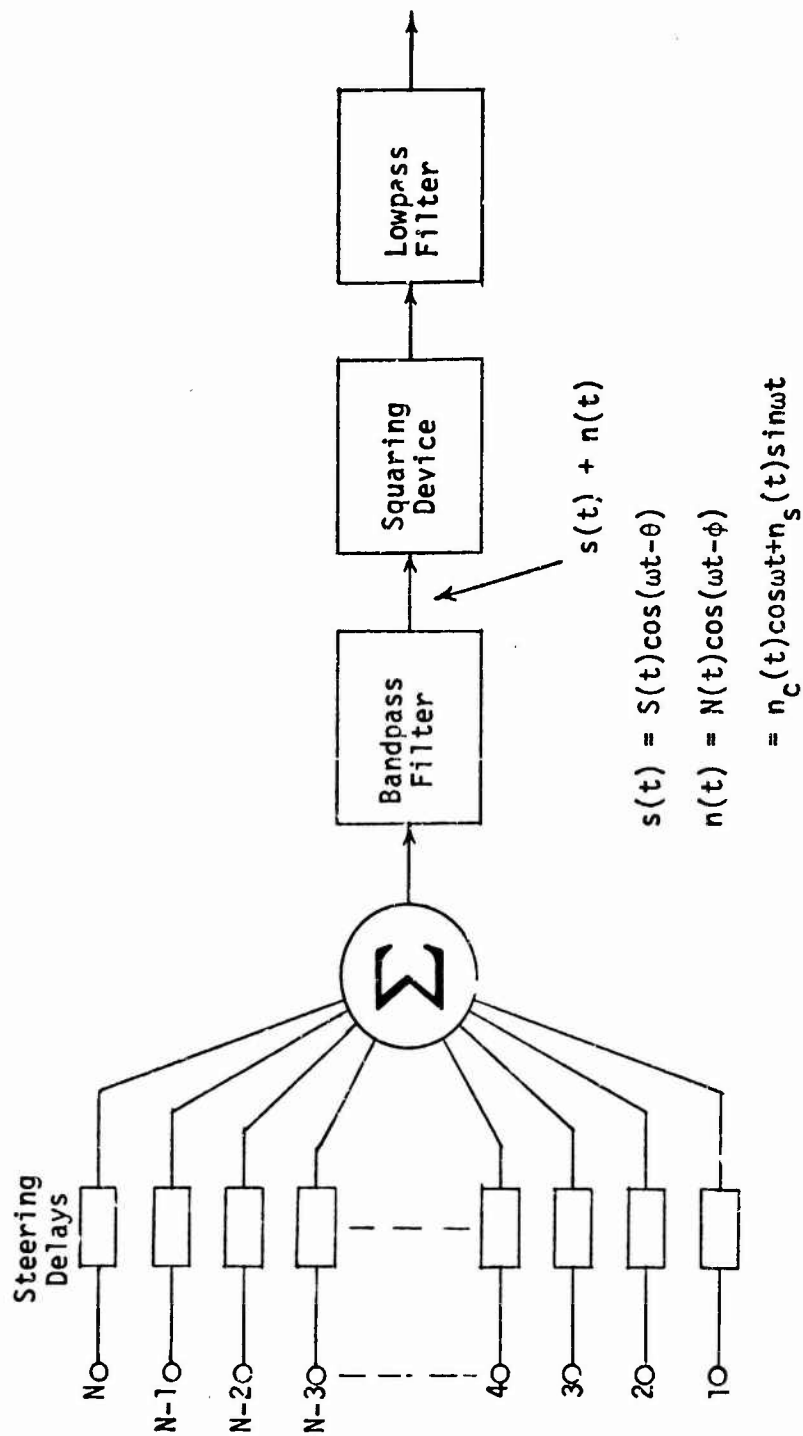 Steering
Delays
N
N-1
N-2
N-3
4
3
2
1
Σ
Bandpass
Filter
Squaring
Device
Lowpass
Filter
s(t) + n(t)
s(t) = S(t)cos(ωt-θ)
n(t) = N(t)cos(ωt-ϕ)
= n_c(t)cosωt+n_s(t)sinωt